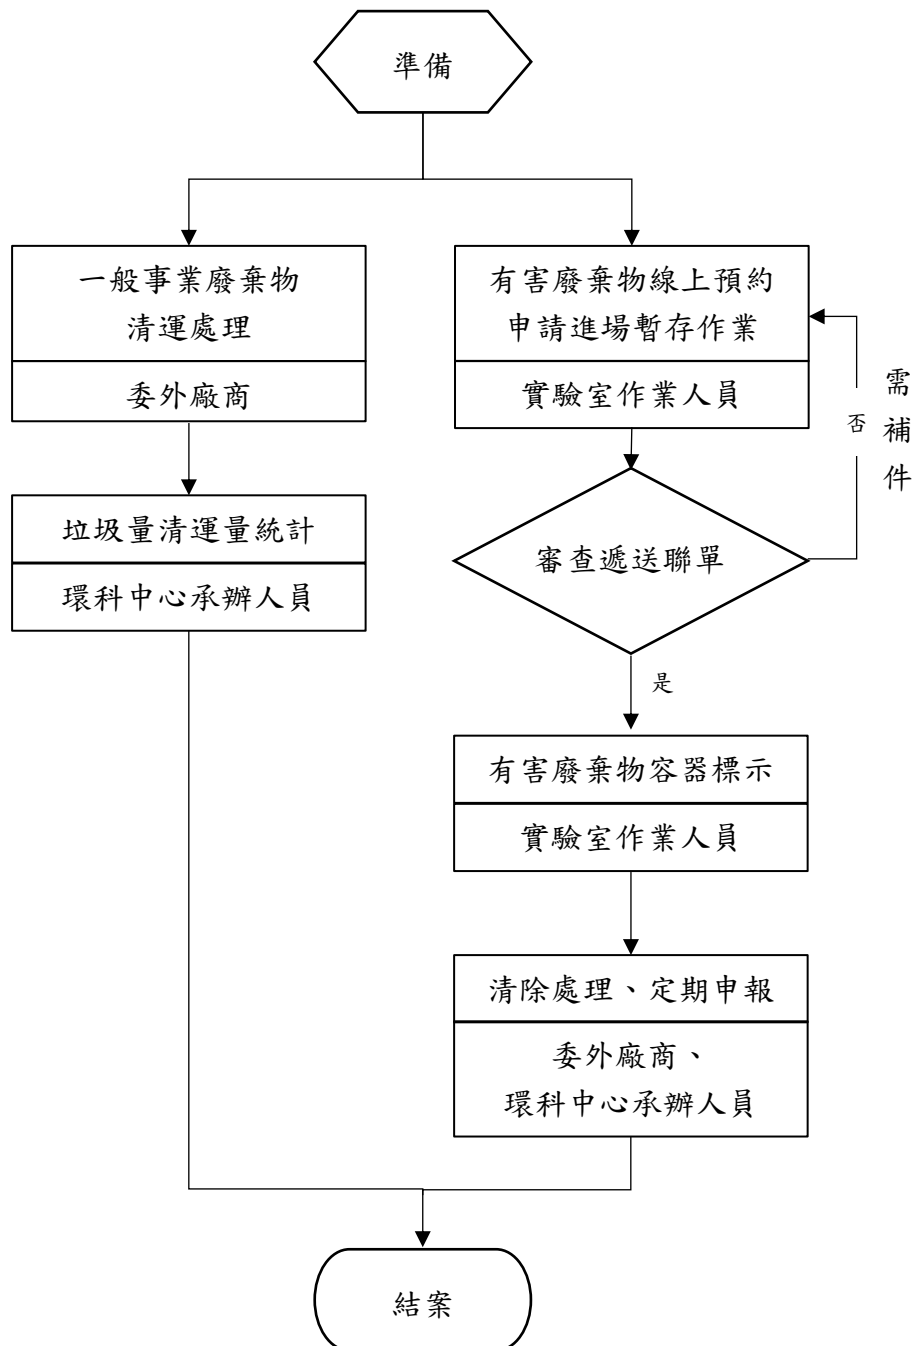 準備
一般事業廢棄物
清運處理
委外廠商
垃圾量清運量統計
環科中心承辦人員
有害廢棄物線上預約
申請進場暫存作業
實驗室作業人員
審查遞送聯單
否
需
補
件
是
有害廢棄物容器標示
實驗室作業人員
清除處理、定期申報
委外廠商、
環科中心承辦人員
結案